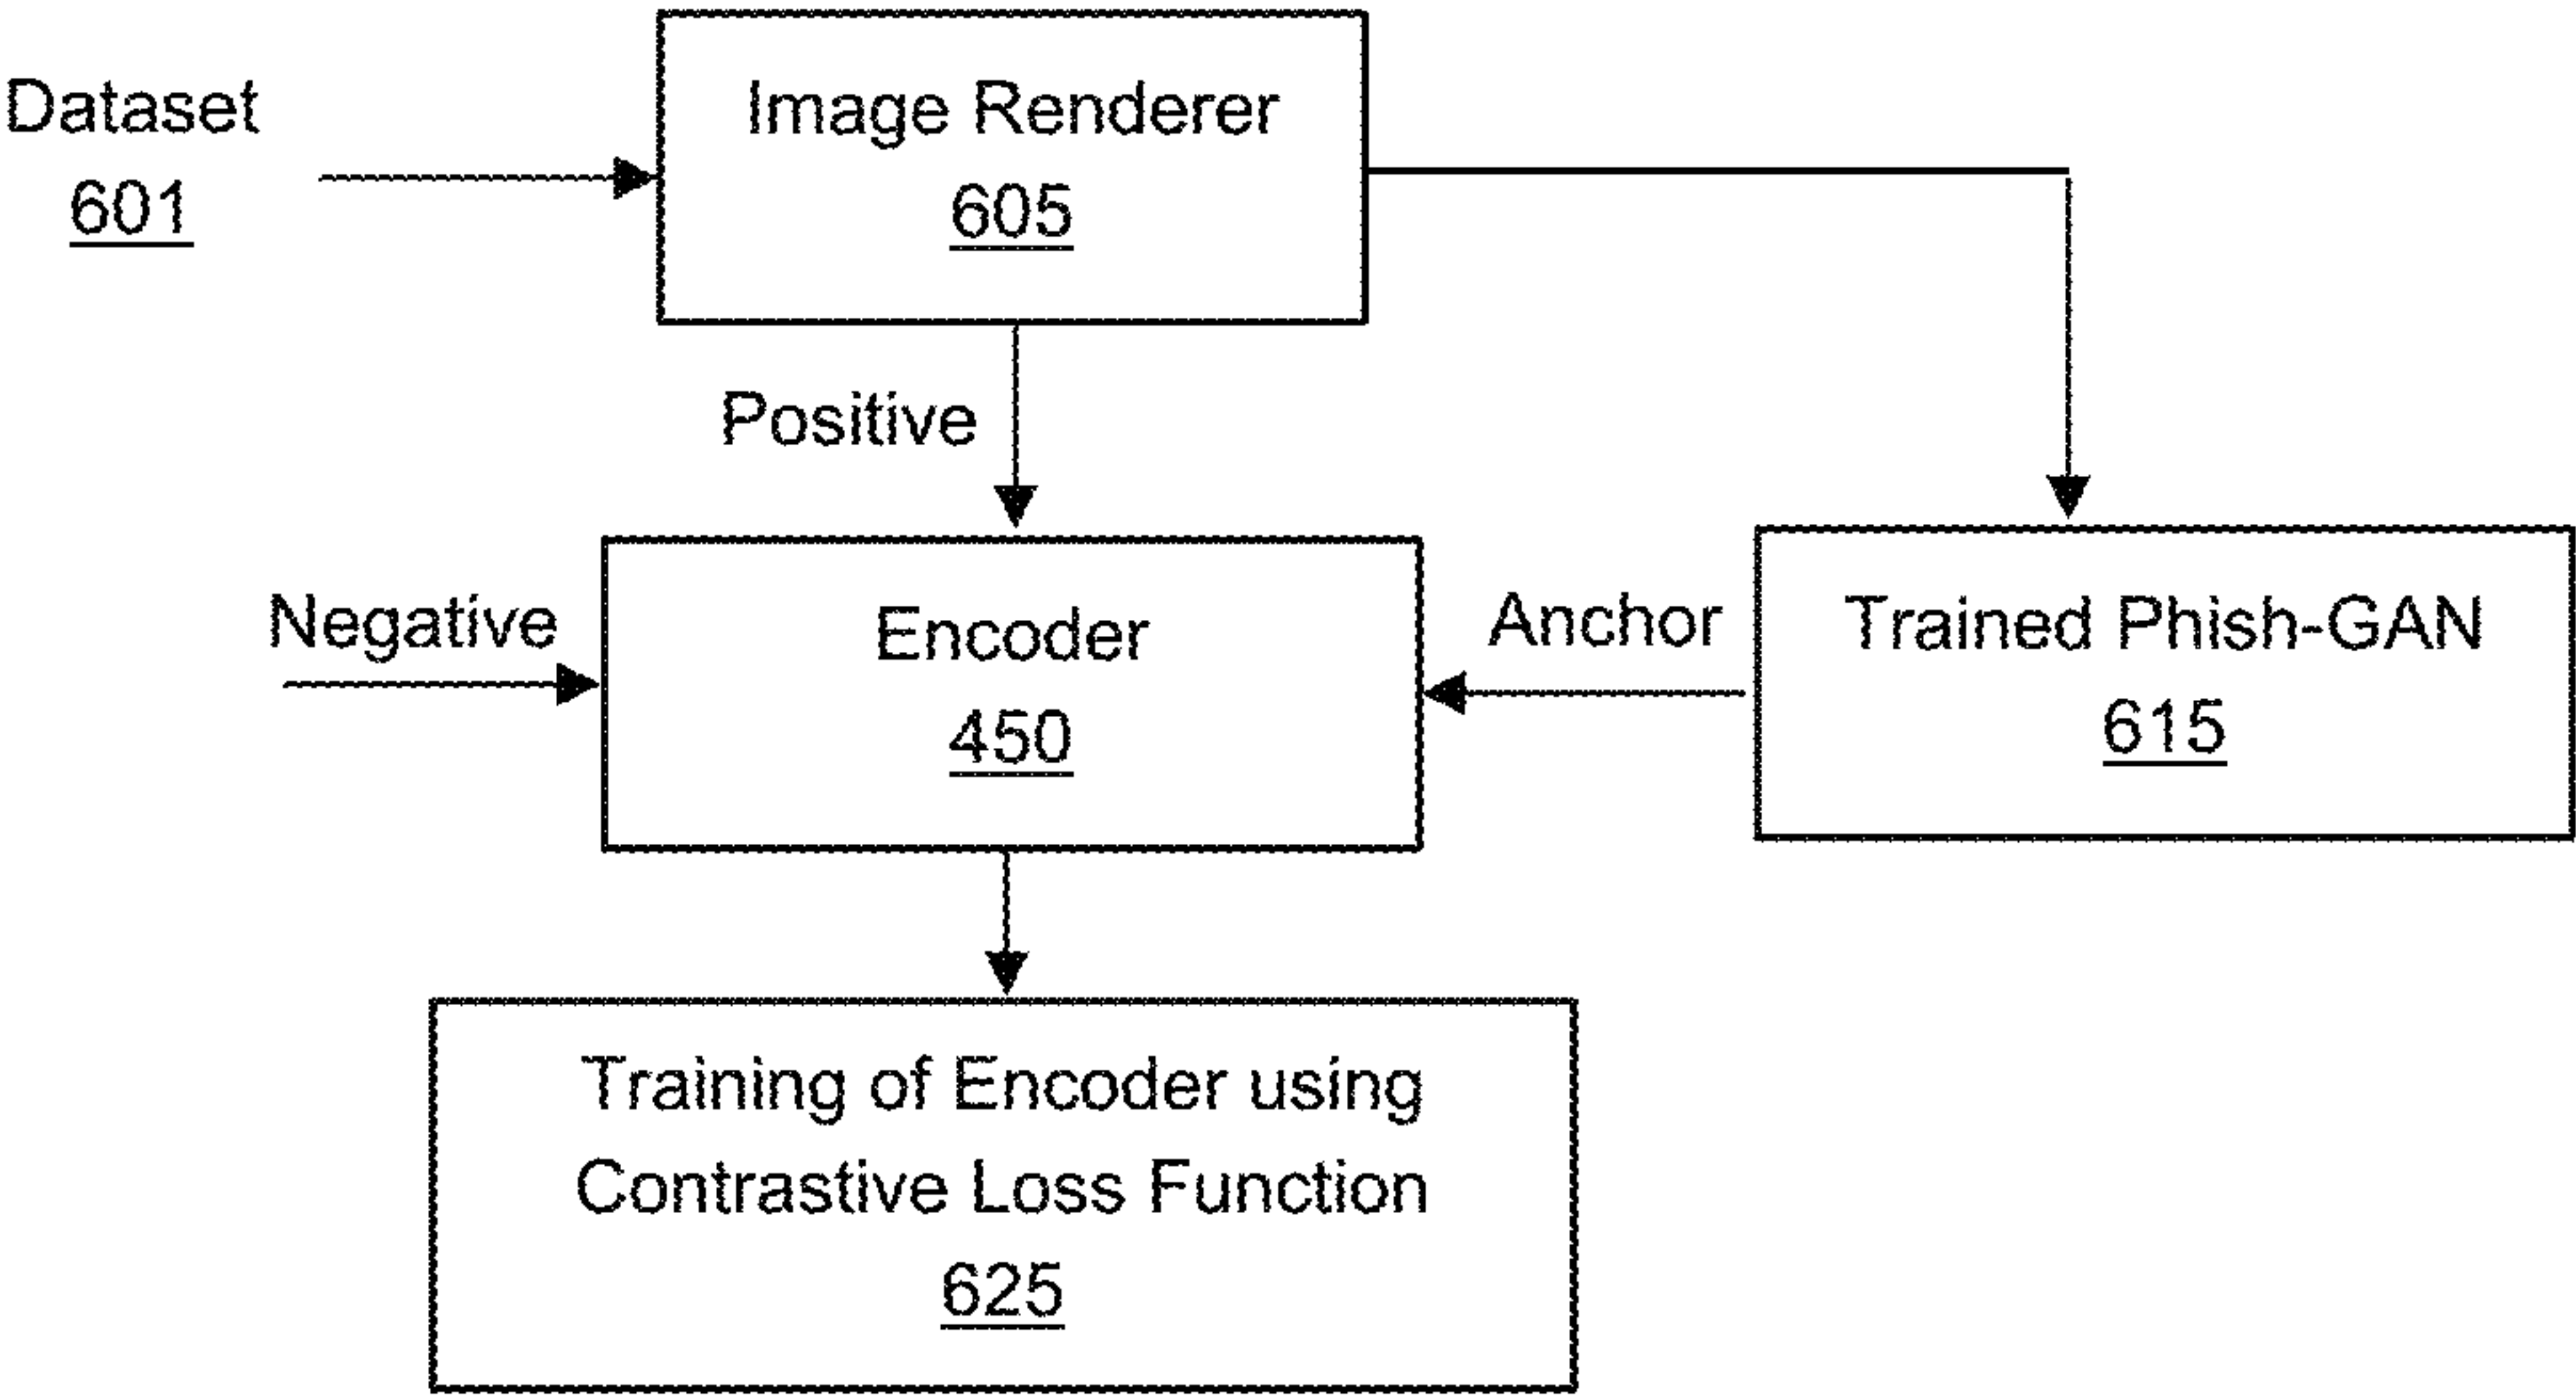 Dataset
601
Image Renderer
605
Positive
Negative
Encoder
450
Anchor
Trained Phish-GAN
615
Training of Encoder using
Contrastive Loss Function
625